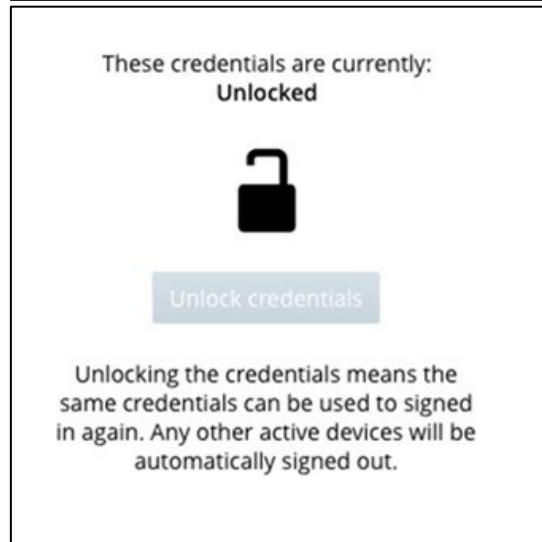 These credentials are currently:
Unlocked
Unlock credentials
Unlocking the credentials means the
same credentials can be used to signed
in again. Any other active devices will be
automatically signed out.